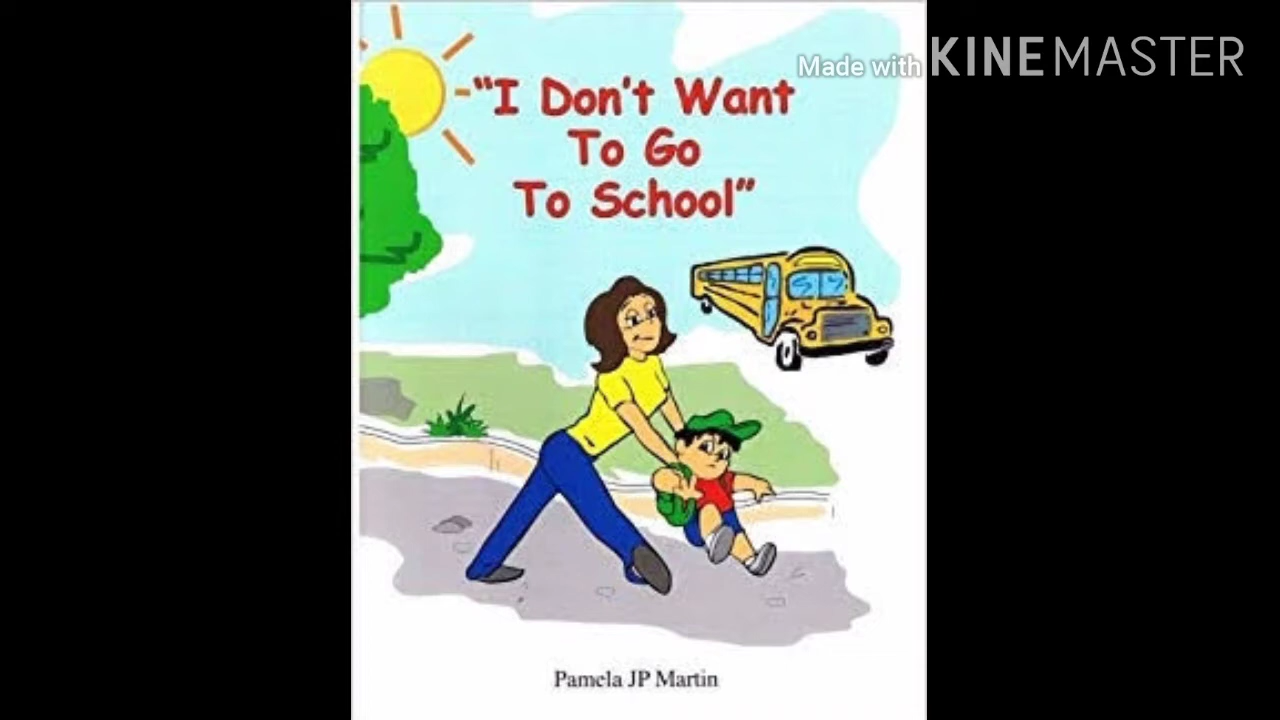 Made with KINEMASTER
"I Don't Want
To Go
To School"
Pamela JP Martin